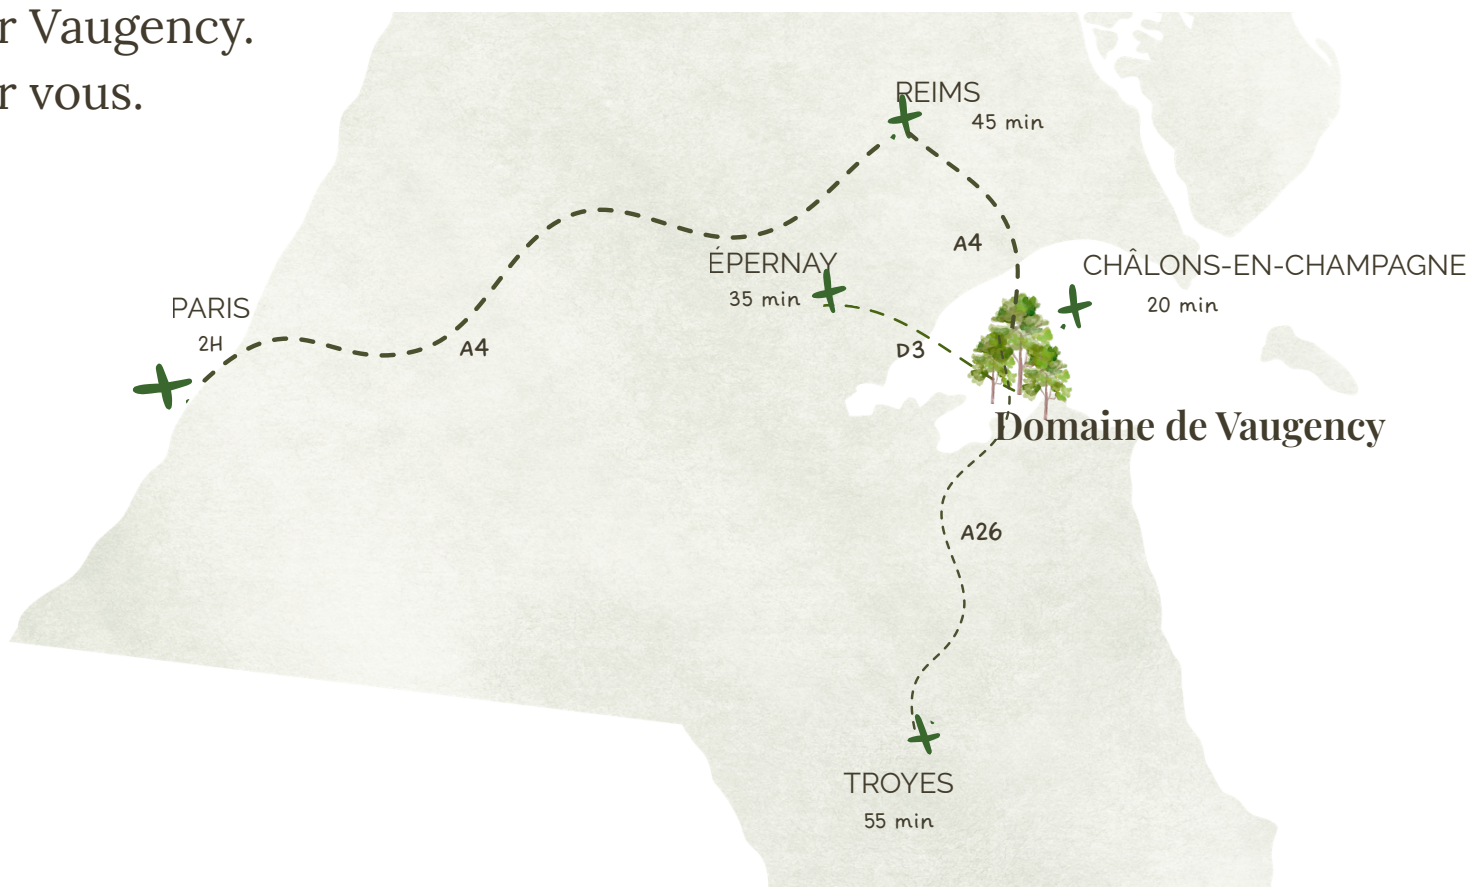 r Vaugency.
r vous.
REIMS
45 min
A4
ÉPERNAY
35 min
CHÂLONS-EN-CHAMPAGNE
20 min
PARIS
2H
A4
D3
Domaine de Vaugency
A26
TROYES
55 min